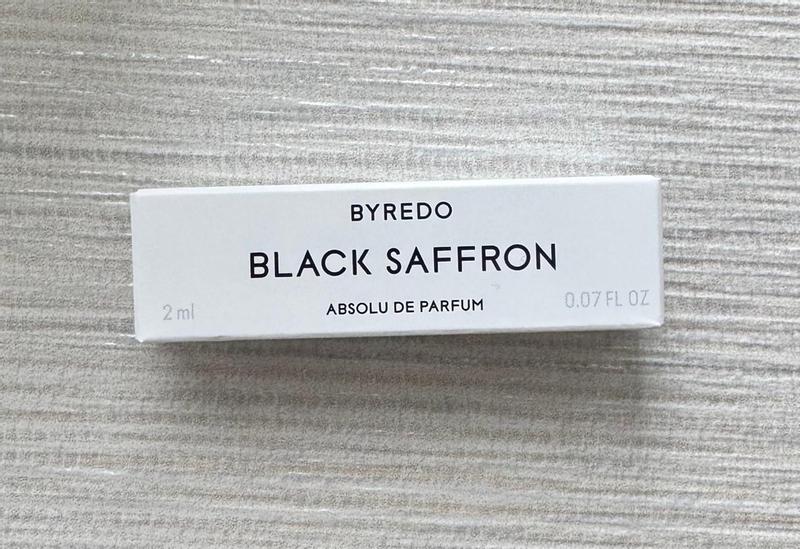 BYREDO
BLACK SAFFRON
2 ml
ABSOLU DE PARFUM
0.07 FL OZ